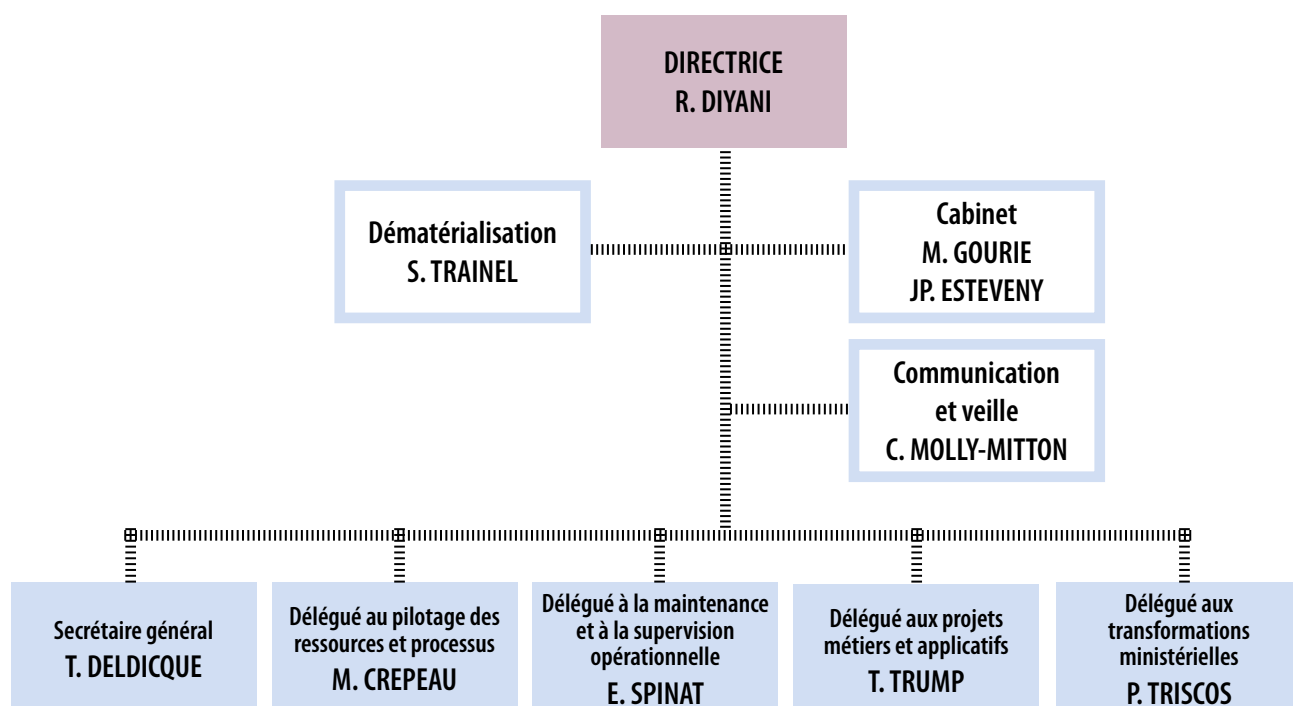 DIRECTRICE
R. DIYANI
Dématérialisation
S. TRAINEL
Cabinet
M. GOURIE
JP. ESTEVENY
Communication
et veille
C. MOLLY-MITTON
Secrétaire général
T. DELDICQUE
Délégué au pilotage des
ressources et processus
M. CREPEAU
Délégué à la maintenance
et à la supervision
opérationnelle
E. SPINAT
Délégué aux projets
métiers et applicatifs
T. TRUMP
Délégué aux
transformations
ministérielles
P. TRISCOS